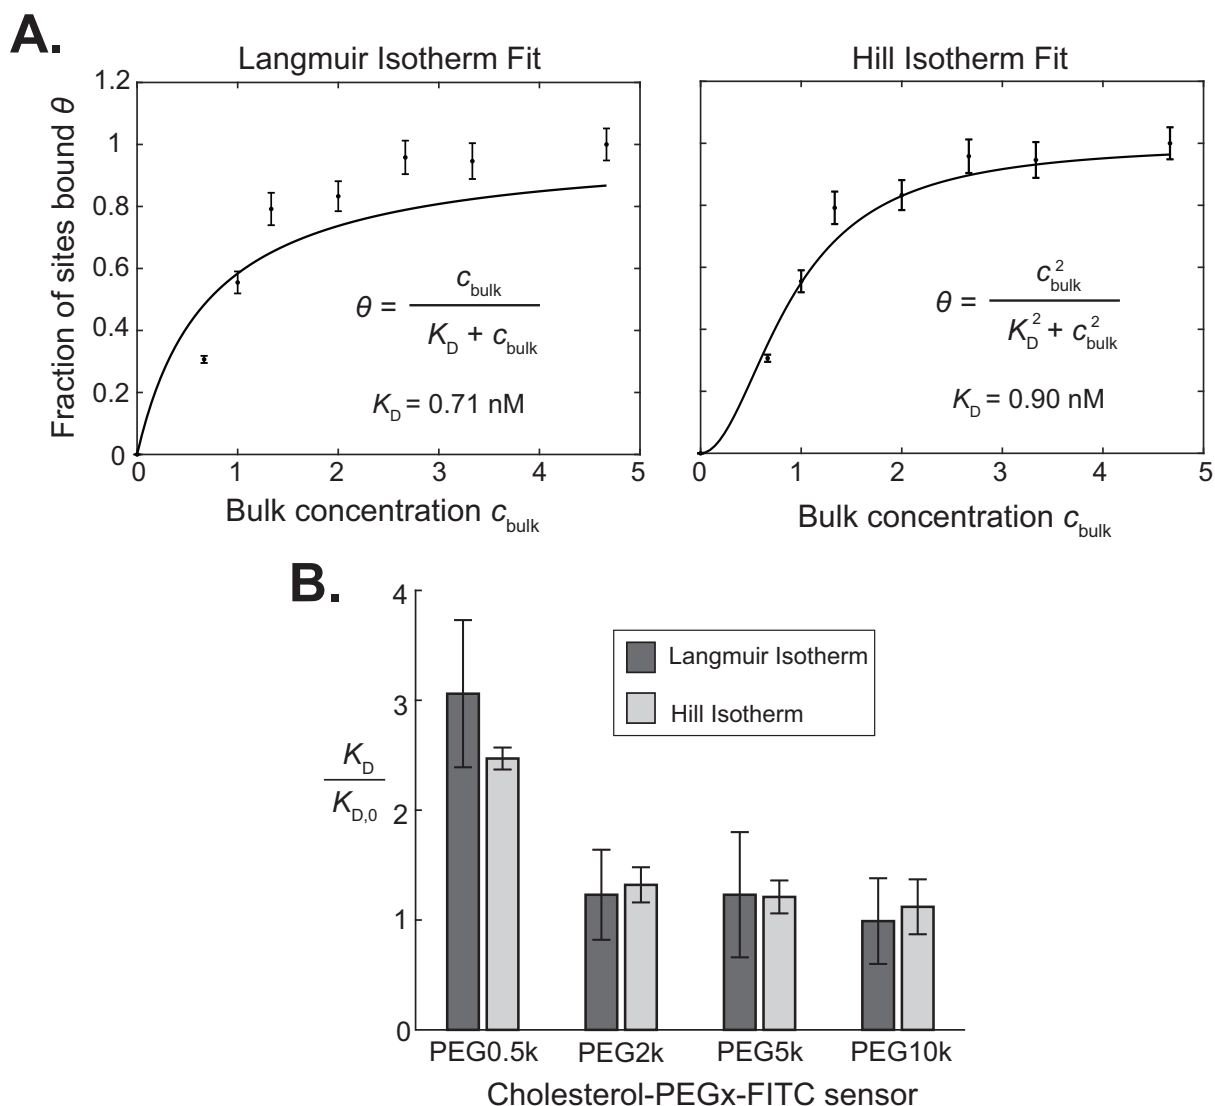 A.
Langmuir Isotherm Fit
Hill Isotherm Fit
Fraction of sites bound θ
1.2
1
0.8
0.6
0.4
0.2
0
θ = c_bulk / (K_D + c_bulk)
K_D = 0.71 nM
0 1 2 3 4 5
Bulk concentration c_bulk
θ = c_bulk^2 / (K_D^2 + c_bulk^2)
K_D = 0.90 nM
0 1 2 3 4 5
Bulk concentration c_bulk
B.
K_D / K_D,0
4
3
2
1
0
Langmuir Isotherm
Hill Isotherm
PEG0.5k PEG2k PEG5k PEG10k
Cholesterol-PEGx-FITC sensor